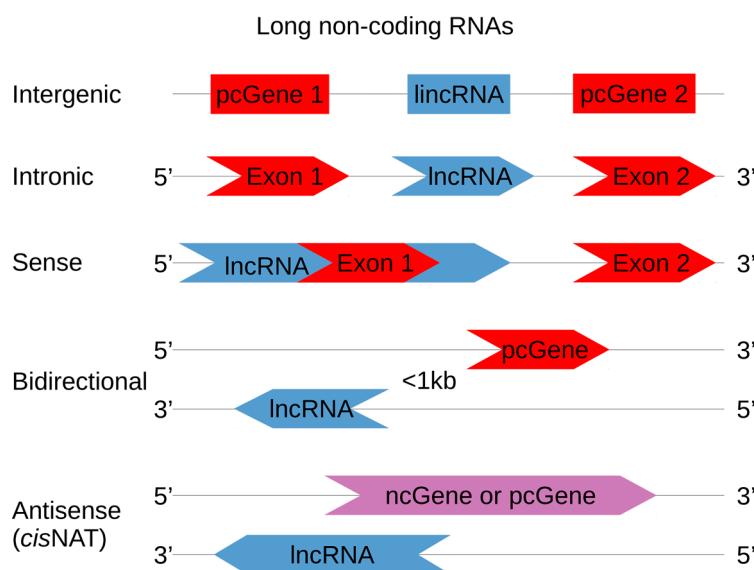 Long non-coding RNAs
Intergenic pcGene 1 lincRNA pcGene 2
Intronic 5’ Exon 1 lncRNA Exon 2 3’
Sense 5’ lncRNA Exon 1 Exon 2 3’
5’ pcGene 3’
Bidirectional <1kb
3’ lncRNA 5’
5’ ncGene or pcGene 3’
Antisense
(cisNAT)
3’ lncRNA 5’